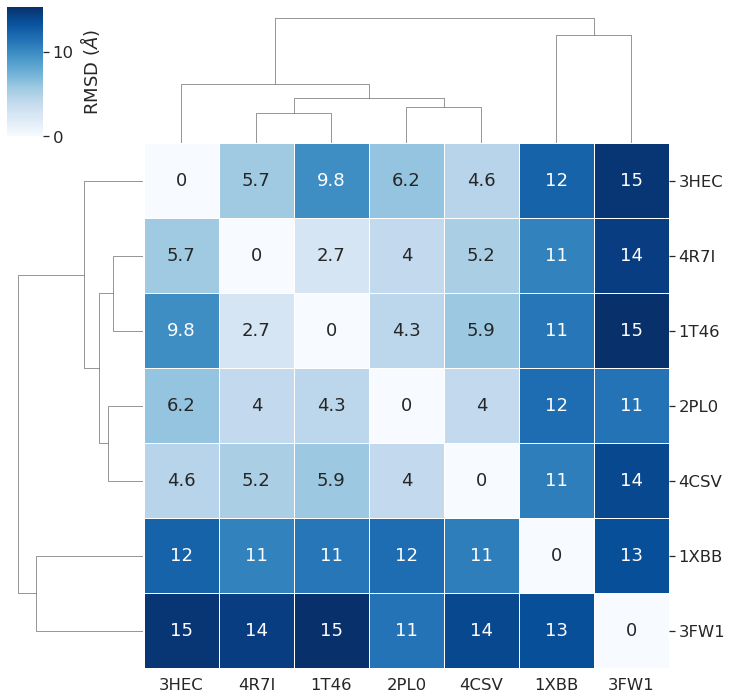 RMSD (Å)
10
0
0 5.7 9.8 6.2 4.6 12 15 3HEC
5.7 0 2.7 4 5.2 11 14 4R7I
9.8 2.7 0 4.3 5.9 11 15 1T46
6.2 4 4.3 0 4 12 11 2PL0
4.6 5.2 5.9 4 0 11 14 4CSV
12 11 11 12 11 0 13 1XBB
15 14 15 11 14 13 0 3FW1
3HEC 4R7I 1T46 2PL0 4CSV 1XBB 3FW1